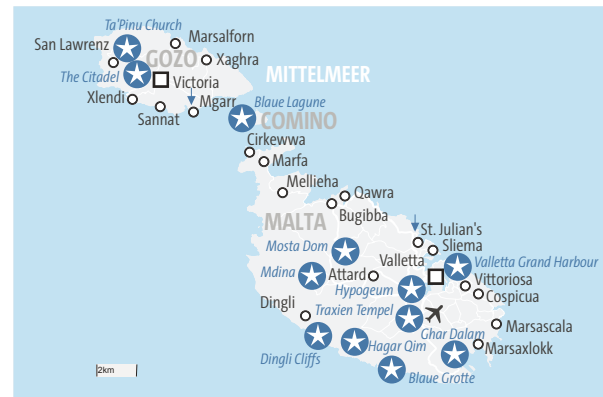 Ta'Pinu Church
Marsalforn
San Lawrenz
GOZO
Xaghra
The Citadel
Victoria
MITTELMEER
Xlendi
Mgarr
Blaue Lagune
Sannat
COMINO
Cirkewwa
Marfa
Mellieha
Qawra
Bugibba
MALTA
St. Julian's
Mosta Dom
Sliema
Valletta
Valletta Grand Harbour
Mdina
Attard
Vittoriosa
Hypogeum
Cospicua
Dingli
Traxien Tempel
Marsascala
Ghar Dalam
Hagar Qim
Marsaxlokk
Dingli Cliffs
Blaue Grotte
2km